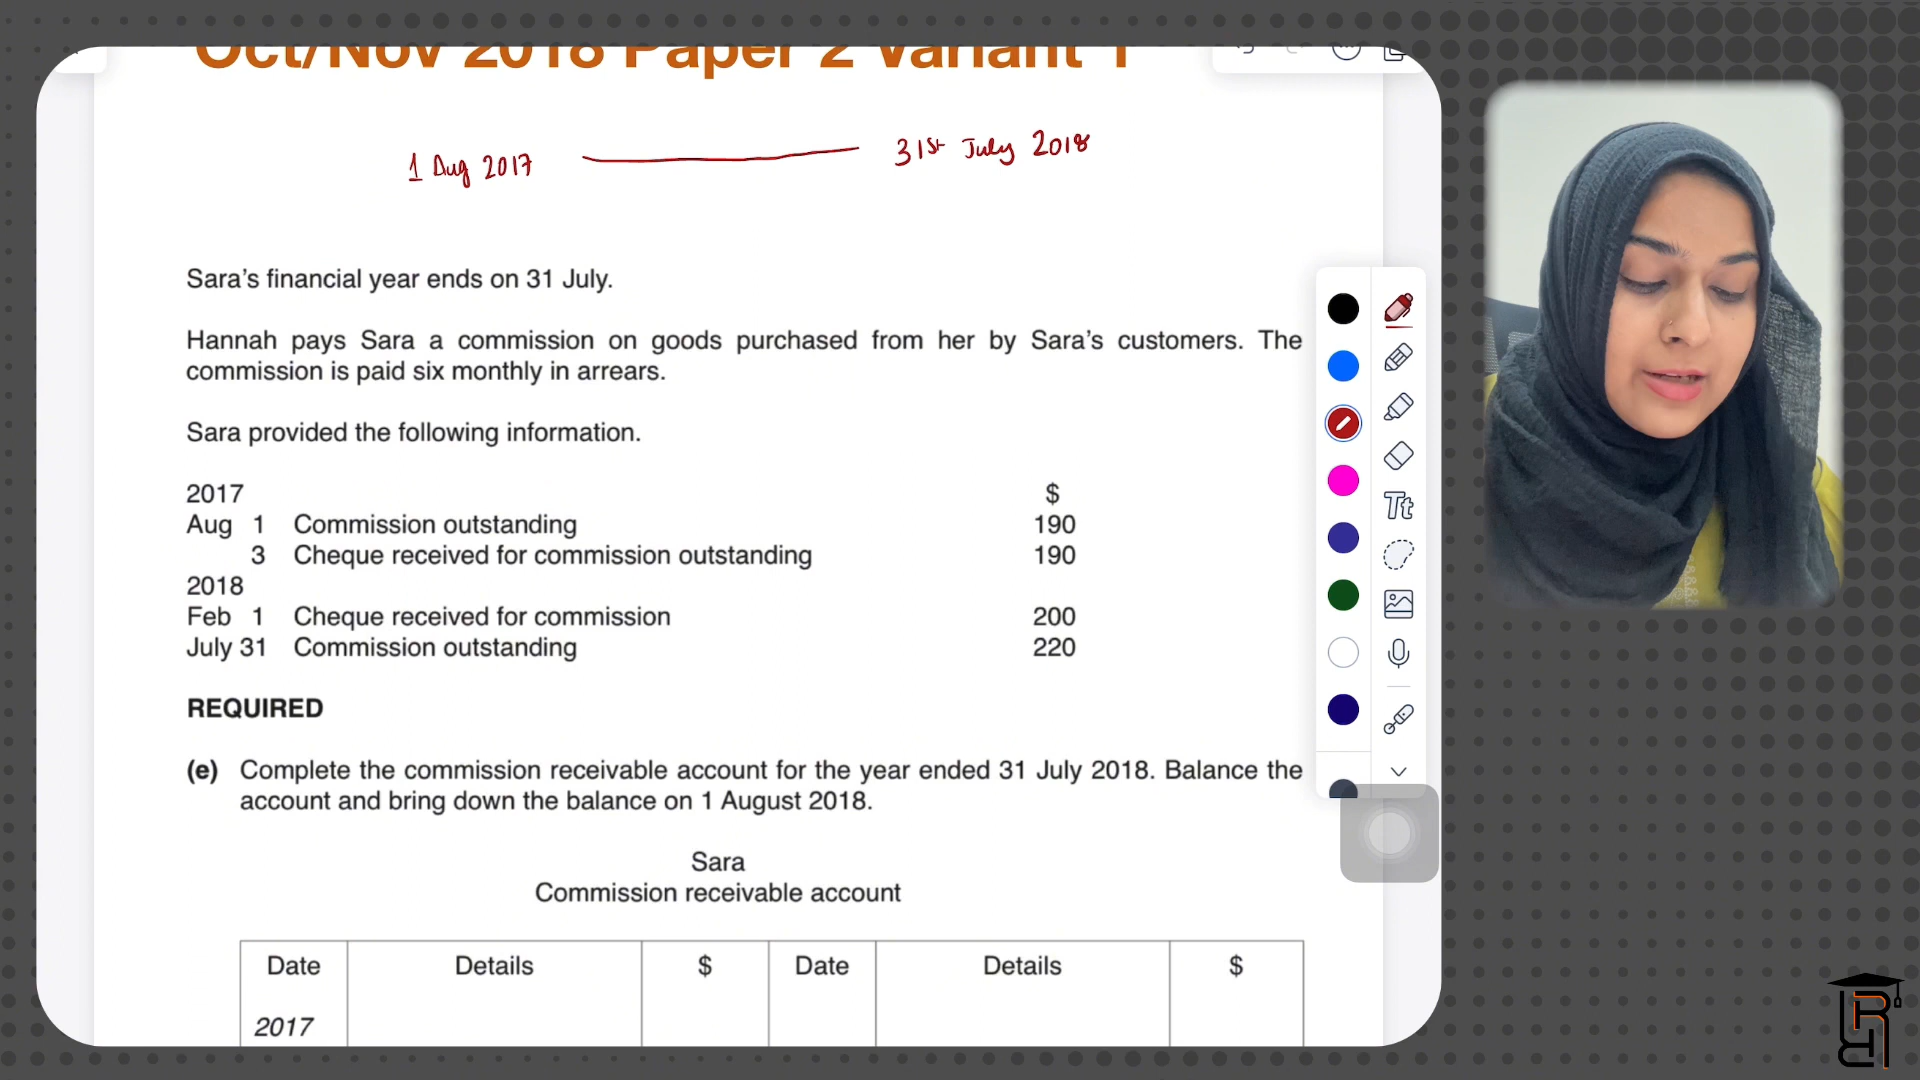 Oct/Nov 2018 Paper 2 Variant 1
1 Aug 2017 31st July 2018
Sara's financial year ends on 31 July.
Hannah pays Sara a commission on goods purchased from her by Sara's customers. The
commission is paid six monthly in arrears.
Sara provided the following information.
2017 $
Aug 1 Commission outstanding 190
3 Cheque received for commission outstanding 190
2018
Feb 1 Cheque received for commission 200
July 31 Commission outstanding 220
REQUIRED
(e) Complete the commission receivable account for the year ended 31 July 2018. Balance the
account and bring down the balance on 1 August 2018.
Sara
Commission receivable account
Date Details $ Date Details $
2017
Tt